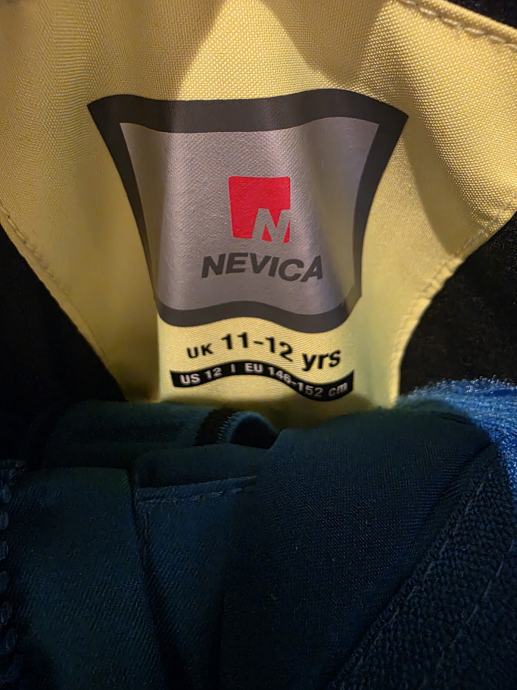 N
NEVICA
UK 11-12 yrs
US 12 | EU 146-152 cm